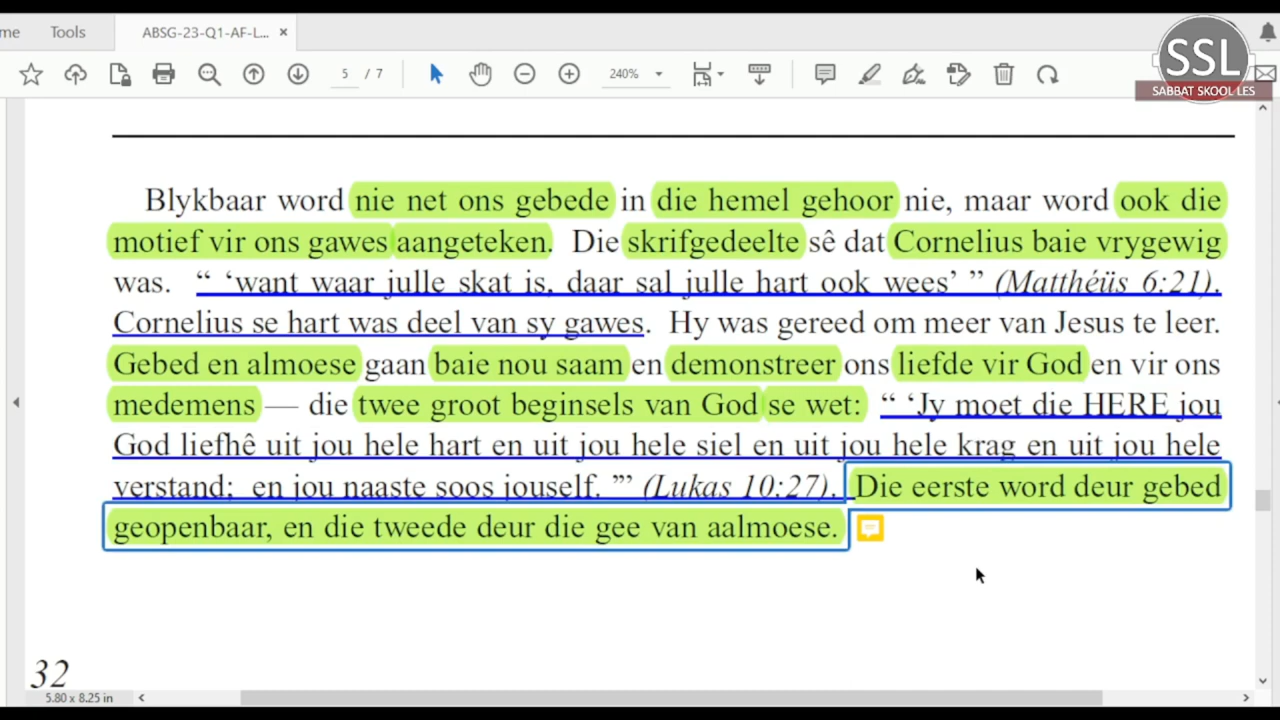 me Tools ABSG-23-Q1-AF-L... ×
5 / 7 240%
SSL
SABBAT SKOOL LES
Blykbaar word nie net ons gebede in die hemel gehoor nie, maar word ook die
motief vir ons gawes aangeteken. Die skrifgedeelte sê dat Cornelius baie vrygewig
was. “ ‘want waar julle skat is, daar sal julle hart ook wees’ ” (Matthéüs 6:21).
Cornelius se hart was deel van sy gawes. Hy was gereed om meer van Jesus te leer.
Gebed en almoese gaan baie nou saam en demonstreer ons liefde vir God en vir ons
medemens — die twee groot beginsels van God se wet: “ ‘Jy moet die HERE jou
God liefhê uit jou hele hart en uit jou hele siel en uit jou hele krag en uit jou hele
verstand; en jou naaste soos jouself. ’” (Lukas 10:27). Die eerste word deur gebed
geopenbaar, en die tweede deur die gee van aalmoese.
32
5.80 x 8.25 in